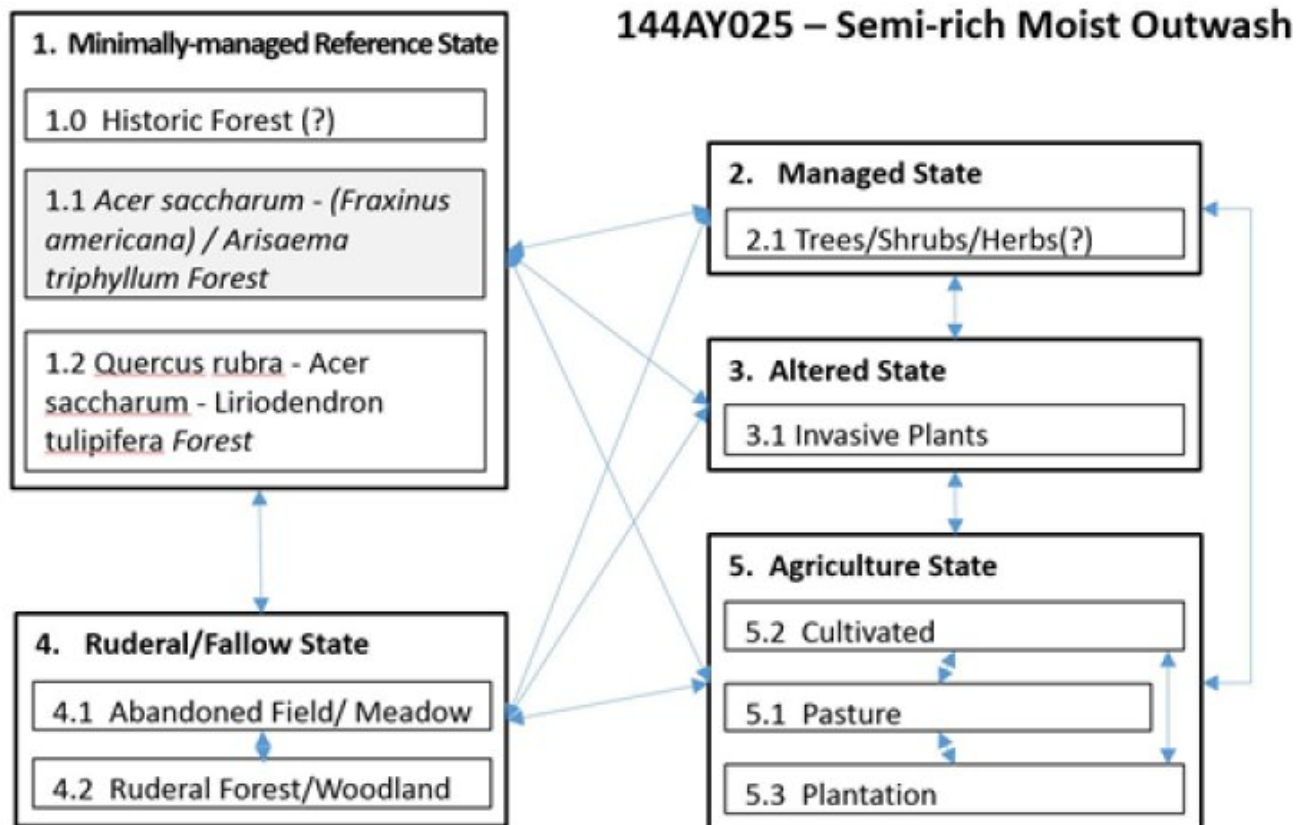 144AY025 – Semi-rich Moist Outwash
1. Minimally-managed Reference State
1.0 Historic Forest (?)
1.1 Acer saccharum - (Fraxinus
americana) / Arisaema
triphyllum Forest
1.2 Quercus rubra - Acer
saccharum - Liriodendron
tulipifera Forest
2. Managed State
2.1 Trees/Shrubs/Herbs(?)
3. Altered State
3.1 Invasive Plants
4. Ruderal/Fallow State
4.1 Abandoned Field/ Meadow
4.2 Ruderal Forest/Woodland
5. Agriculture State
5.2 Cultivated
5.1 Pasture
5.3 Plantation